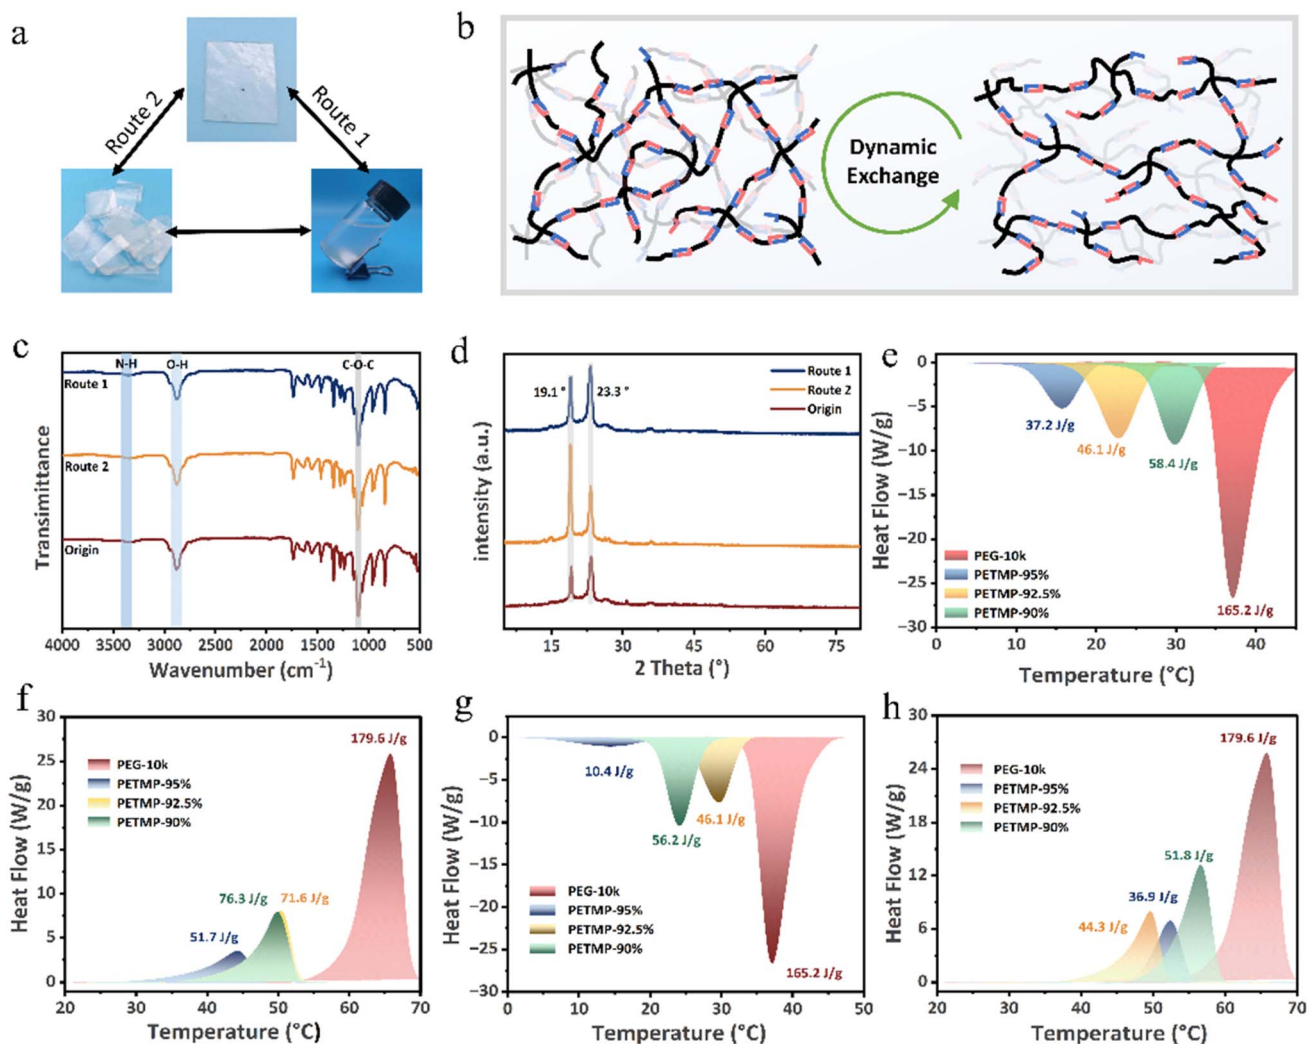 a
Route 2
Route 1
b
Dynamic
Exchange
c
N-H
O-H
C-O-C
Route 1
Route 2
Origin
Transimittance
4000
3500
3000
2500
2000
1500
1000
500
Wavenumber (cm⁻¹)
d
19.1 °
23.3 °
Route 1
Route 2
Origin
intensity (a.u.)
15
30
45
60
75
2 Theta (°)
e
0
−5
−10
−15
−20
−25
−30
Heat Flow (W/g)
37.2 J/g
46.1 J/g
58.4 J/g
165.2 J/g
PEG-10k
PETMP-95%
PETMP-92.5%
PETMP-90%
0
10
20
30
40
Temperature (°C)
f
30
25
20
15
10
5
0
Heat Flow (W/g)
PEG-10k
PETMP-95%
PETMP-92.5%
PETMP-90%
179.6 J/g
76.3 J/g
71.6 J/g
51.7 J/g
20
30
40
50
60
70
Temperature (°C)
g
0
−5
−10
−15
−20
−25
−30
Heat Flow (W/g)
10.4 J/g
46.1 J/g
56.2 J/g
165.2 J/g
PEG-10k
PETMP-95%
PETMP-92.5%
PETMP-90%
0
10
20
30
40
50
Temperature (°C)
h
30
24
18
12
6
0
Heat Flow (W/g)
PEG-10k
PETMP-95%
PETMP-92.5%
PETMP-90%
179.6 J/g
51.8 J/g
36.9 J/g
44.3 J/g
20
30
40
50
60
70
Temperature (°C)